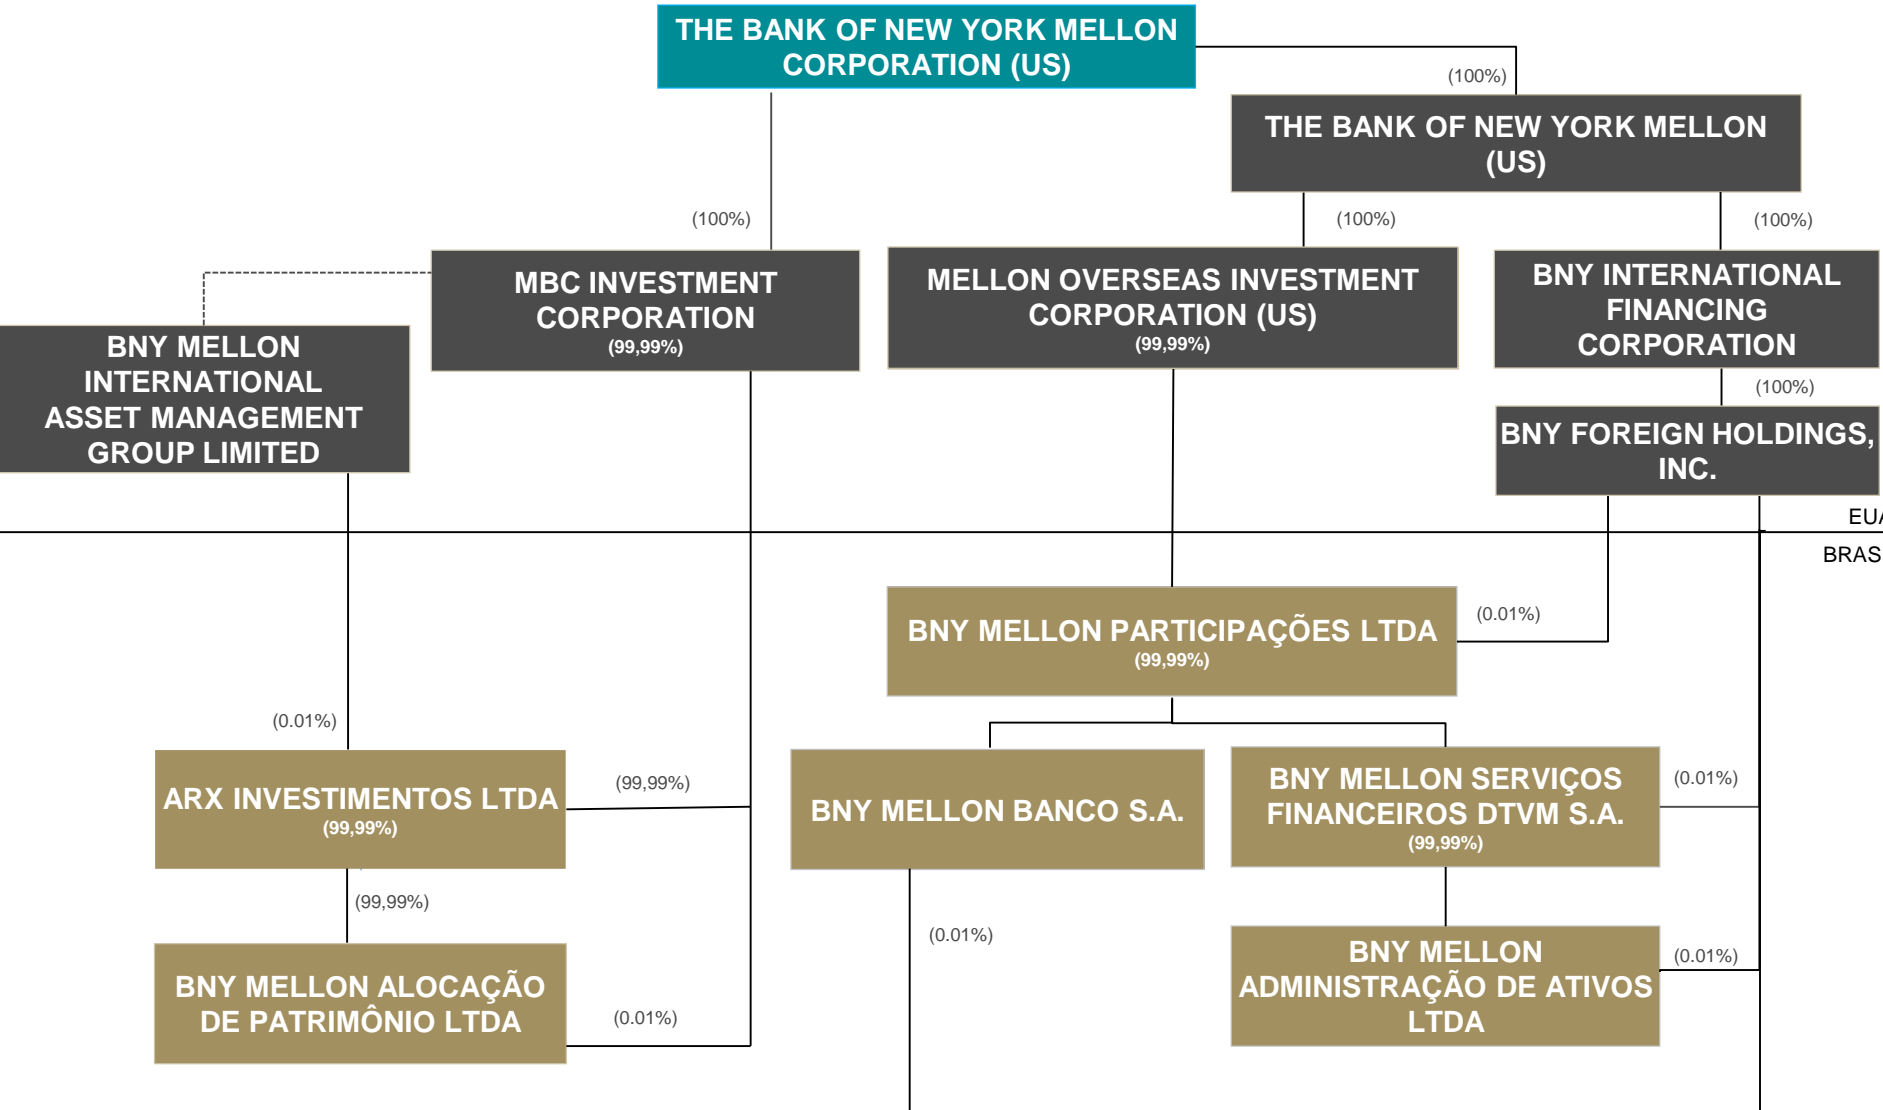 THE BANK OF NEW YORK MELLON
CORPORATION (US)
(100%)
THE BANK OF NEW YORK MELLON
(US)
(100%)
(100%)
(100%)
MBC INVESTMENT
CORPORATION
(99,99%)
MELLON OVERSEAS INVESTMENT
CORPORATION (US)
(99,99%)
BNY INTERNATIONAL
FINANCING
CORPORATION
BNY MELLON
INTERNATIONAL
ASSET MANAGEMENT
GROUP LIMITED
(100%)
BNY FOREIGN HOLDINGS,
INC.
EUA
BRAS
BNY MELLON PARTICIPAÇÕES LTDA
(99,99%)
(0.01%)
(0.01%)
ARX INVESTIMENTOS LTDA
(99,99%)
(99,99%)
BNY MELLON BANCO S.A.
BNY MELLON SERVIÇOS
FINANCEIROS DTVM S.A.
(99,99%)
(0.01%)
(99,99%)
(0.01%)
BNY MELLON ALOCAÇÃO
DE PATRIMÔNIO LTDA
(0.01%)
BNY MELLON
ADMINISTRAÇÃO DE ATIVOS
LTDA
(0.01%)